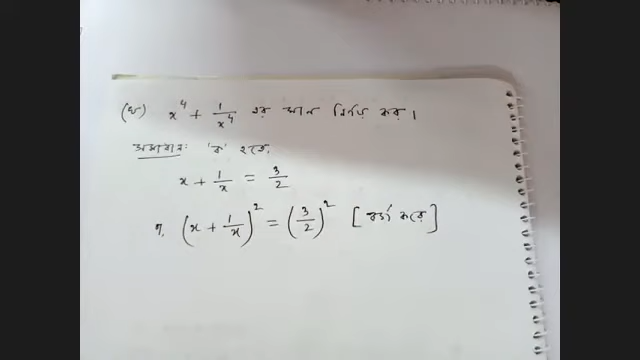 (খ) x⁴ + 1/x⁴ এর মান নির্ণয় কর।
সমাধান: 'ক' হতে,
x + 1/x = 3/2
বা, (x + 1/x)² = (3/2)² [বর্গ করে]